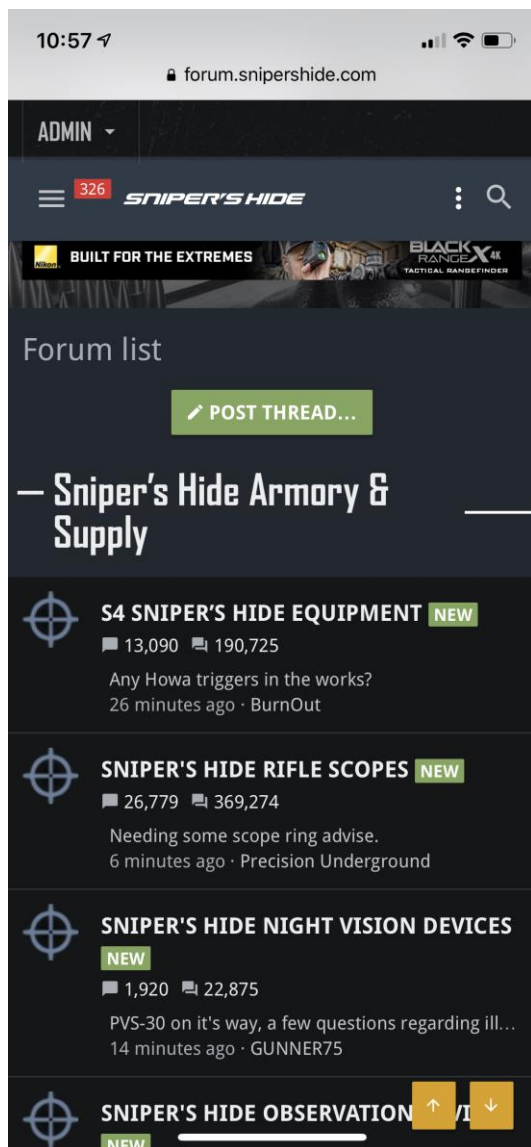 10:57
forum.snipershide.com
ADMIN
326
SNIPER'S HIDE
Nikon
BUILT FOR THE EXTREMES
BLACK
RANGEX 4K
TACTICAL RANGEFINDER
Forum list
POST THREAD...
Sniper’s Hide Armory &
Supply
S4 SNIPER’S HIDE EQUIPMENT NEW
13,090 190,725
Any Howa triggers in the works?
26 minutes ago · BurnOut
SNIPER'S HIDE RIFLE SCOPES NEW
26,779 369,274
Needing some scope ring advise.
6 minutes ago · Precision Underground
SNIPER'S HIDE NIGHT VISION DEVICES
NEW
1,920 22,875
PVS-30 on it's way, a few questions regarding ill...
14 minutes ago · GUNNER75
SNIPER'S HIDE OBSERVATION
NEW